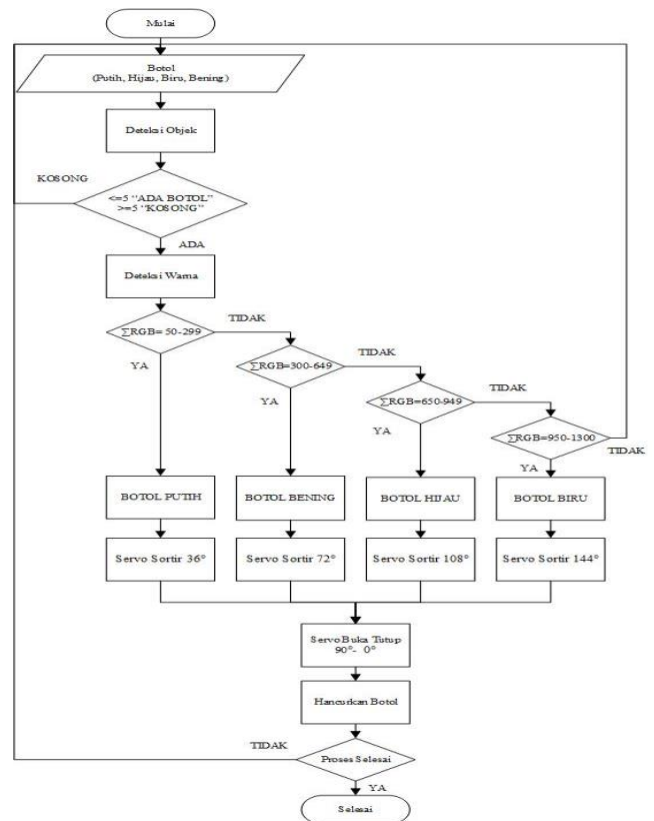 Mulai
Botol
(Putih, Hijau, Biru, Bening)
Deteksi Objek
KOSONG
<=5 “ADA BOTOL”
>=5 “KOSONG”
ADA
Deteksi Warna
∑RGB= 50-299
TIDAK
YA
∑RGB=300-649
TIDAK
YA
∑RGB=650-949
TIDAK
YA
∑RGB=950-1300
TIDAK
YA
BOTOL PUTIH
BOTOL BENING
BOTOL HIJAU
BOTOL BIRU
Servo Sortir 36°
Servo Sortir 72°
Servo Sortir 108°
Servo Sortir 144°
Servo Buka Tutup
90°- 0°
Hancurkan Botol
TIDAK
Proses Selesai
YA
Selesai